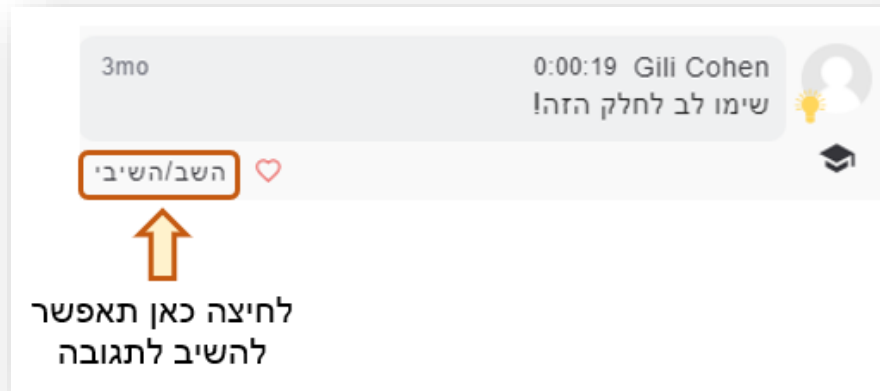 Gili Cohen 0:00:19 3mo
שימו לב לחלק הזה!
השב/השיבי
לחיצה כאן תאפשר
להשיב לתגובה